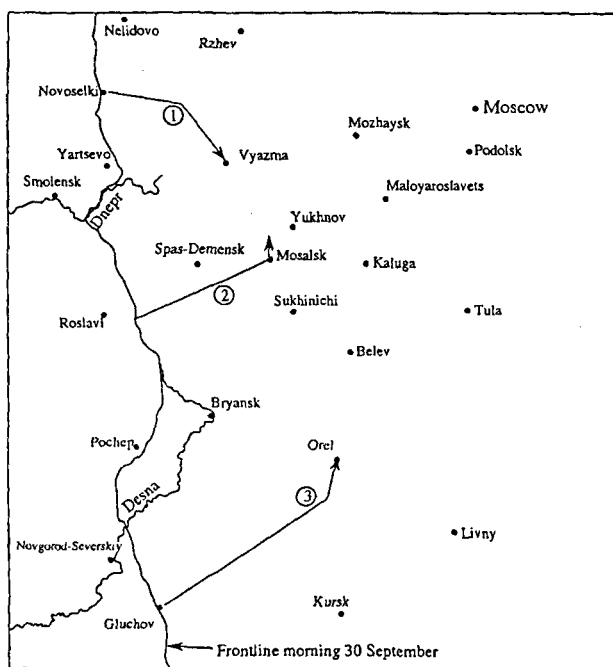 Nelidovo
Rzhev
Novoselki
Moscow
1
Mozhaysk
Yartsevo
Vyazma
Podolsk
Smolensk
Maloyaroslavets
Dnepr
Yukhnov
Spas-Demensk
Mosalsk
Kaluga
2
Sukhinichi
Roslavl
Tula
Belev
Bryansk
Pochep
Orel
3
Desna
Livny
Novgorod-Severskiy
Gluchov
Kursk
Frontline morning 30 September